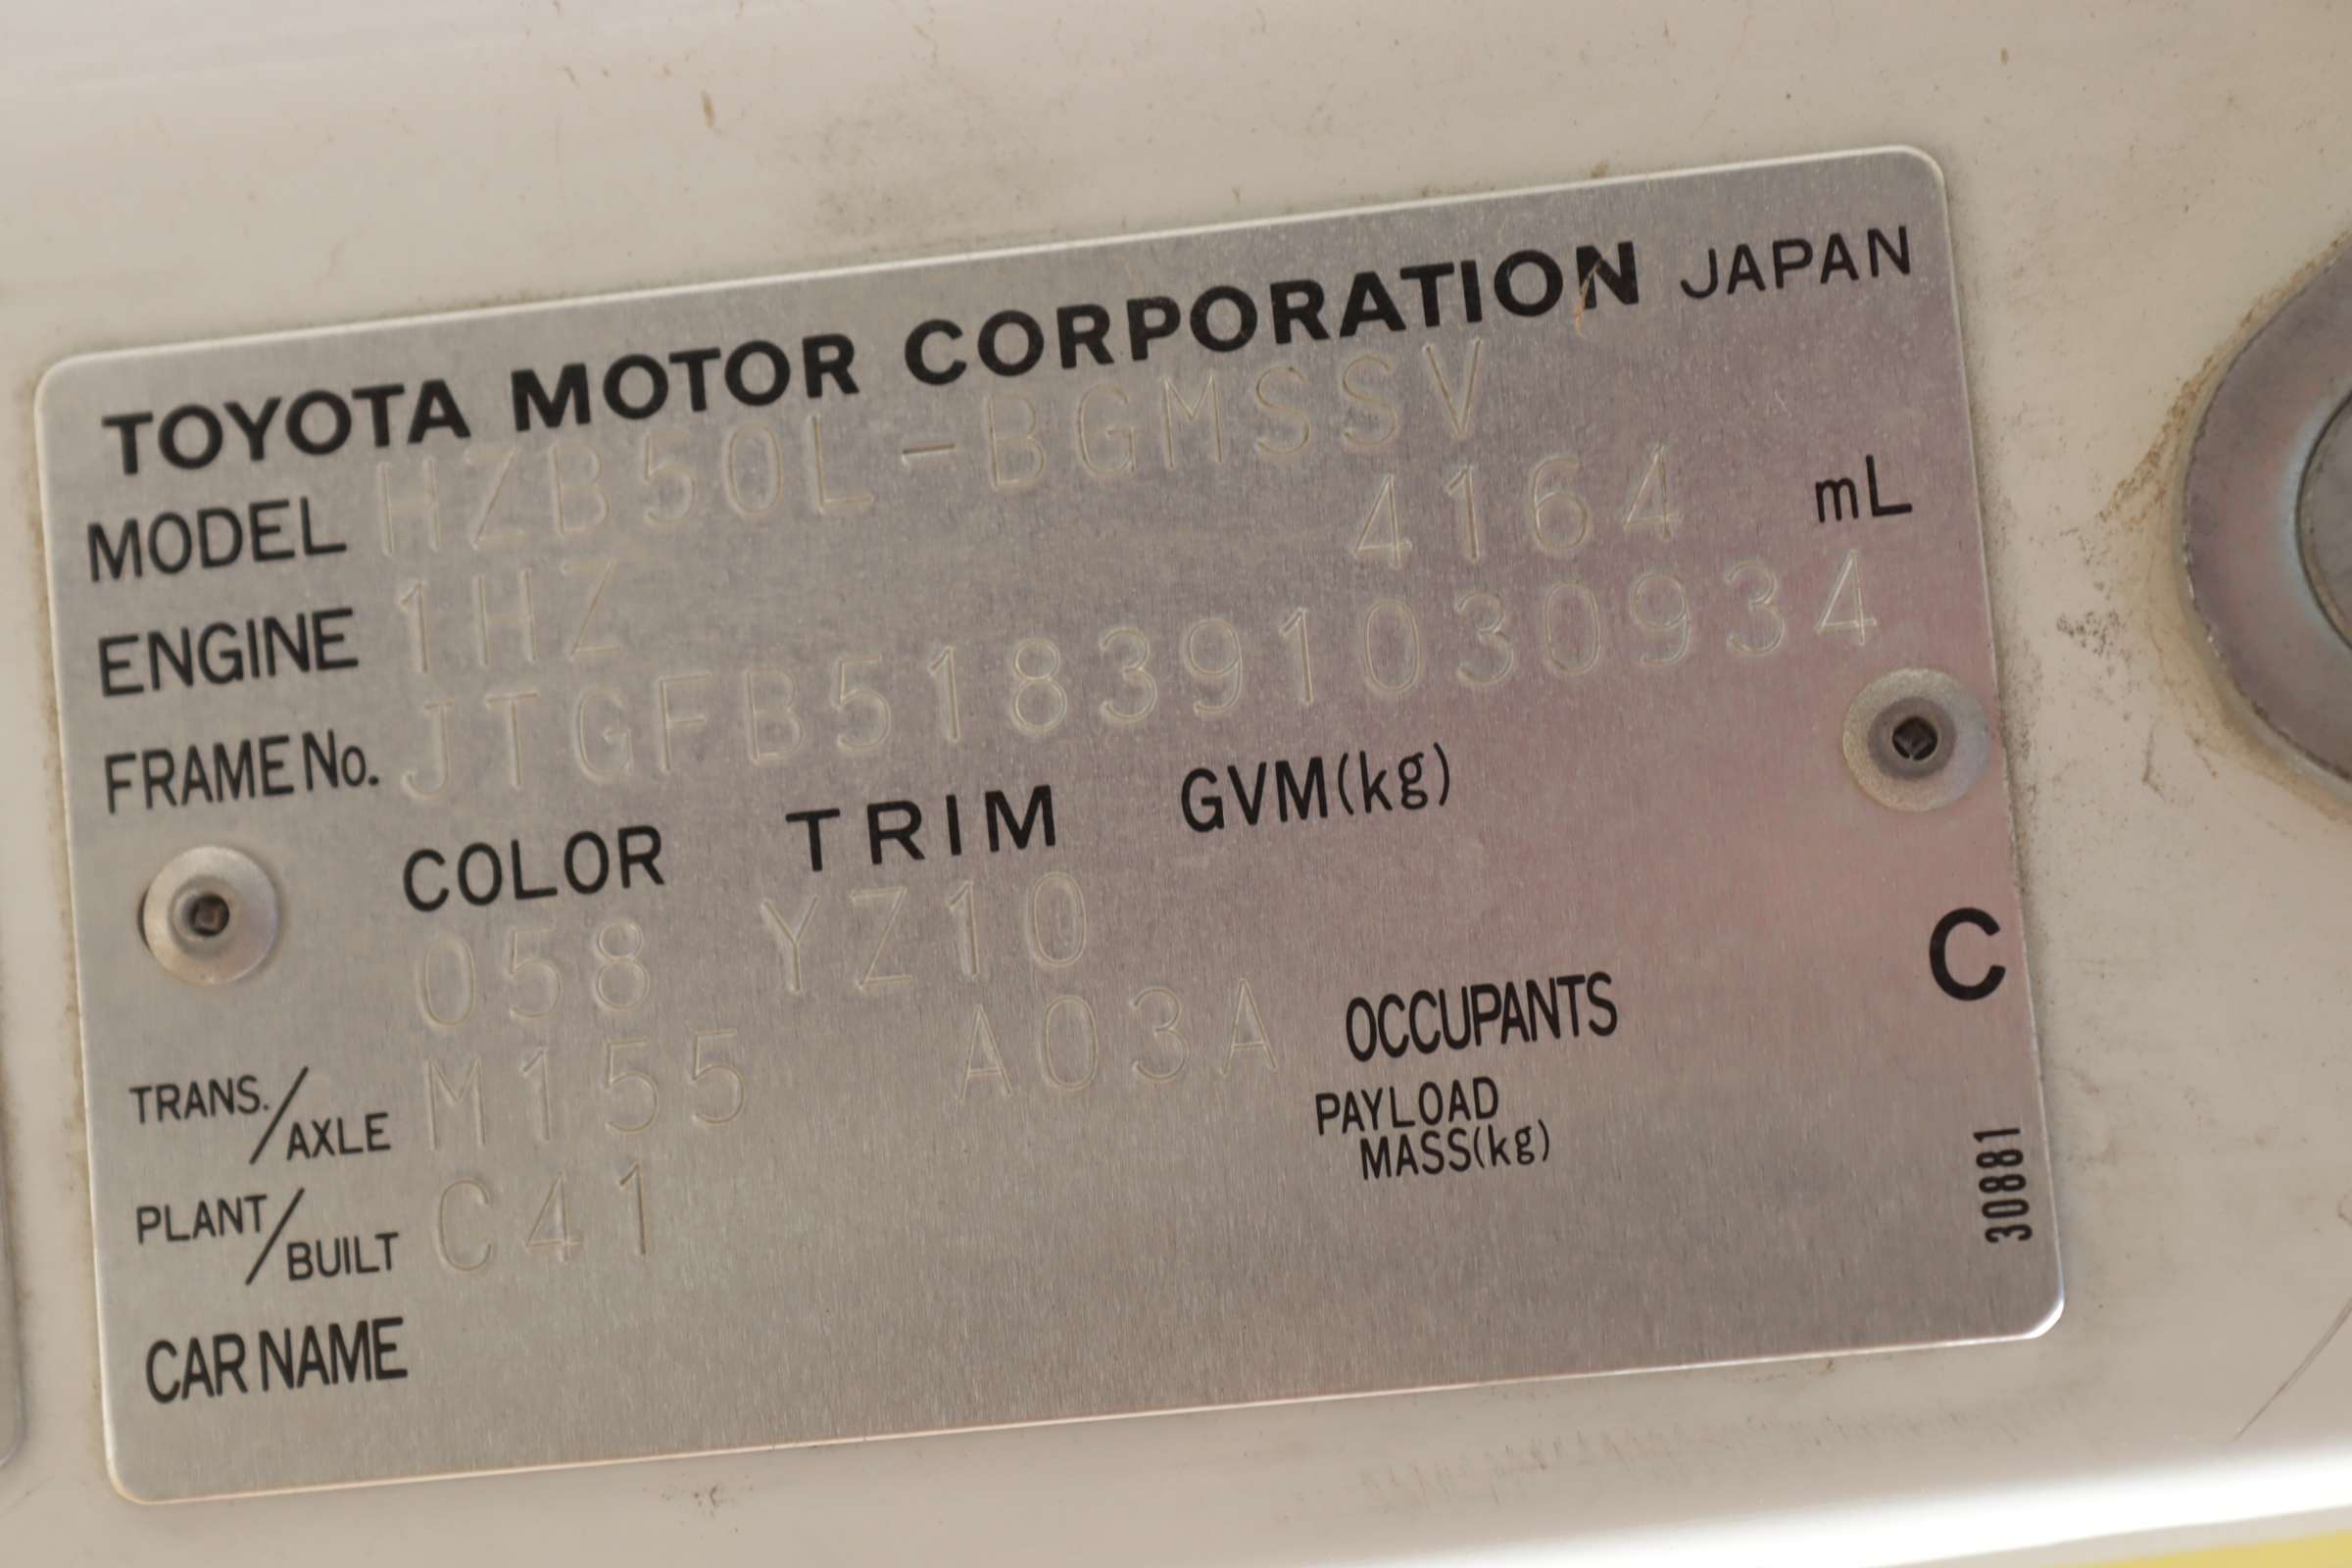 TOYOTA MOTOR CORPORATION JAPAN
MODEL HZB50L-BGMSSV
ENGINE 1HZ 4164 mL
FRAME No. JTGFB518391030934
COLOR TRIM GVM(kg)
058 YZ10
C
TRANS./AXLE M155 A03A OCCUPANTS
PAYLOAD MASS(kg)
PLANT/BUILT C41
30881
CAR NAME